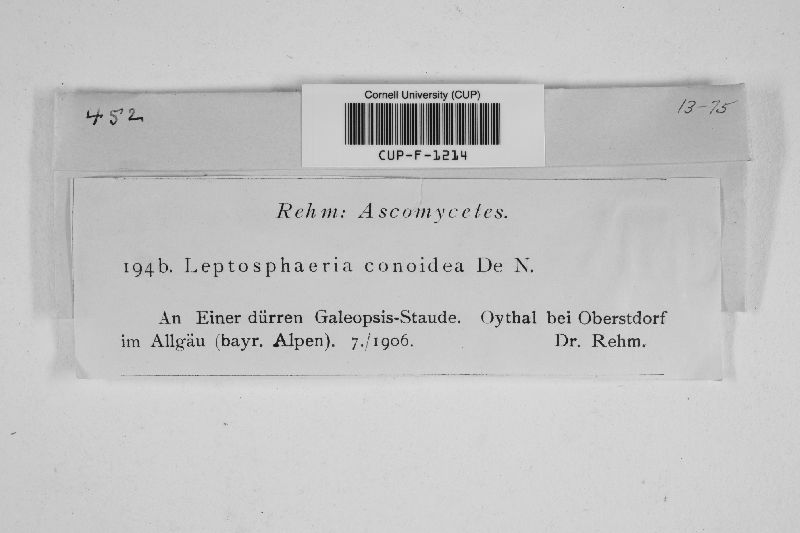 Cornell University (CUP)
452
13-75
CUP-F-1214
Rehm: Ascomycetes.
194b. Leptosphaeria conoidea De N.
An Einer dürren Galeopsis-Staude. Oythal bei Oberstdorf
im Allgäu (bayr. Alpen). 7./1906. Dr. Rehm.